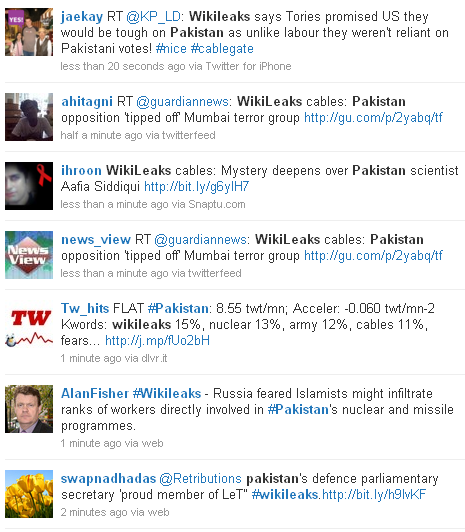 YES!
jaekay RT @KP_LD: Wikileaks says Tories promised US they
would be tough on Pakistan as unlike labour they weren't reliant on
Pakistani votes! #nice #cablegate
less than 20 seconds ago via Twitter for iPhone
ahitagni RT @guardiannews: WikiLeaks cables: Pakistan
opposition 'tipped off' Mumbai terror group http://gu.com/p/2yabq/tf
half a minute ago via twitterfeed
ihroon WikiLeaks cables: Mystery deepens over Pakistan scientist
Aafia Siddiqui http://bit.ly/g6ylH7
less than a minute ago via Snaptu.com
News
View
news_view RT @guardiannews: WikiLeaks cables: Pakistan
opposition 'tipped off' Mumbai terror group http://gu.com/p/2yabq/tf
less than a minute ago via twitterfeed
TW
Tw_hits FLAT #Pakistan: 8.55 twt/mn; Acceler: -0.060 twt/mn-2
Kwords: wikileaks 15%, nuclear 13%, army 12%, cables 11%,
fears... http://j.mp/fUo2bH
1 minute ago via dlvr.it
AlanFisher #Wikileaks - Russia feared Islamists might infiltrate
ranks of workers directly involved in #Pakistan's nuclear and missile
programmes.
1 minute ago via web
swapnadhadas @Retributions pakistan's defence parliamentary
secretary 'proud member of LeT" #wikileaks.http://bit.ly/h9lvKF
2 minutes ago via web